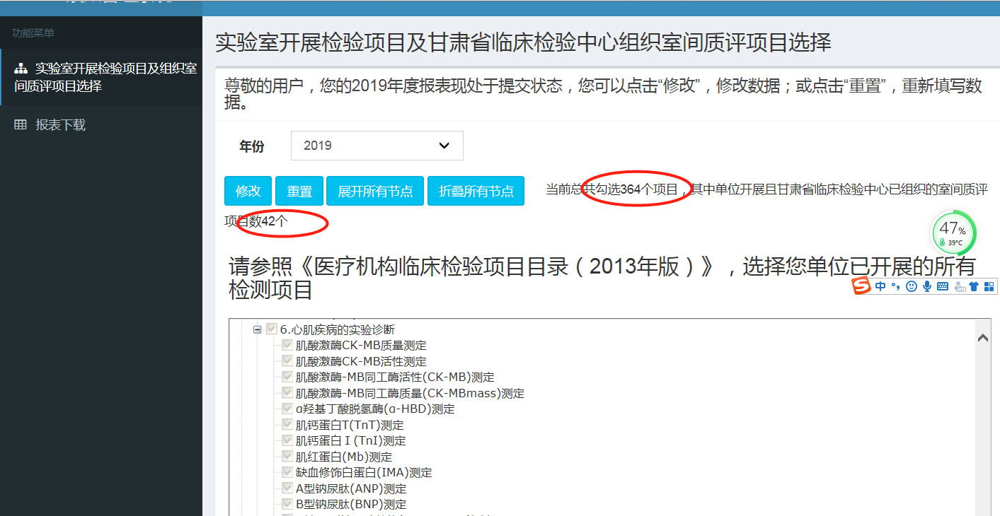 功能菜单
实验室开展检验项目及组织室
间质评项目选择
报表下载
实验室开展检验项目及甘肃省临床检验中心组织室间质评项目选择
尊敬的用户，您的2019年度报表现处于提交状态，您可以点击“修改”，修改数据；或点击“重置”，重新填写数
据。
年份 2019
修改 重置 展开所有节点 折叠所有节点 当前总共勾选364个项目，其中单位开展且甘肃省临床检验中心已组织的室间质评
项目数42个
47%
39°C
请参照《医疗机构临床检验项目目录（2013年版）》，选择您单位已开展的所有
检测项目
中
6.心肌疾病的实验诊断
肌酸激酶CK-MB质量测定
肌酸激酶CK-MB活性测定
肌酸激酶-MB同工酶活性(CK-MB)测定
肌酸激酶-MB同工酶质量(CK-MBmass)测定
ɑ羟基丁酸脱氢酶(ɑ-HBD)测定
肌钙蛋白T(TnT)测定
肌钙蛋白Ⅰ(TnI)测定
肌红蛋白(Mb)测定
缺血修饰白蛋白(IMA)测定
A型钠尿肽(ANP)测定
B型钠尿肽(BNP)测定